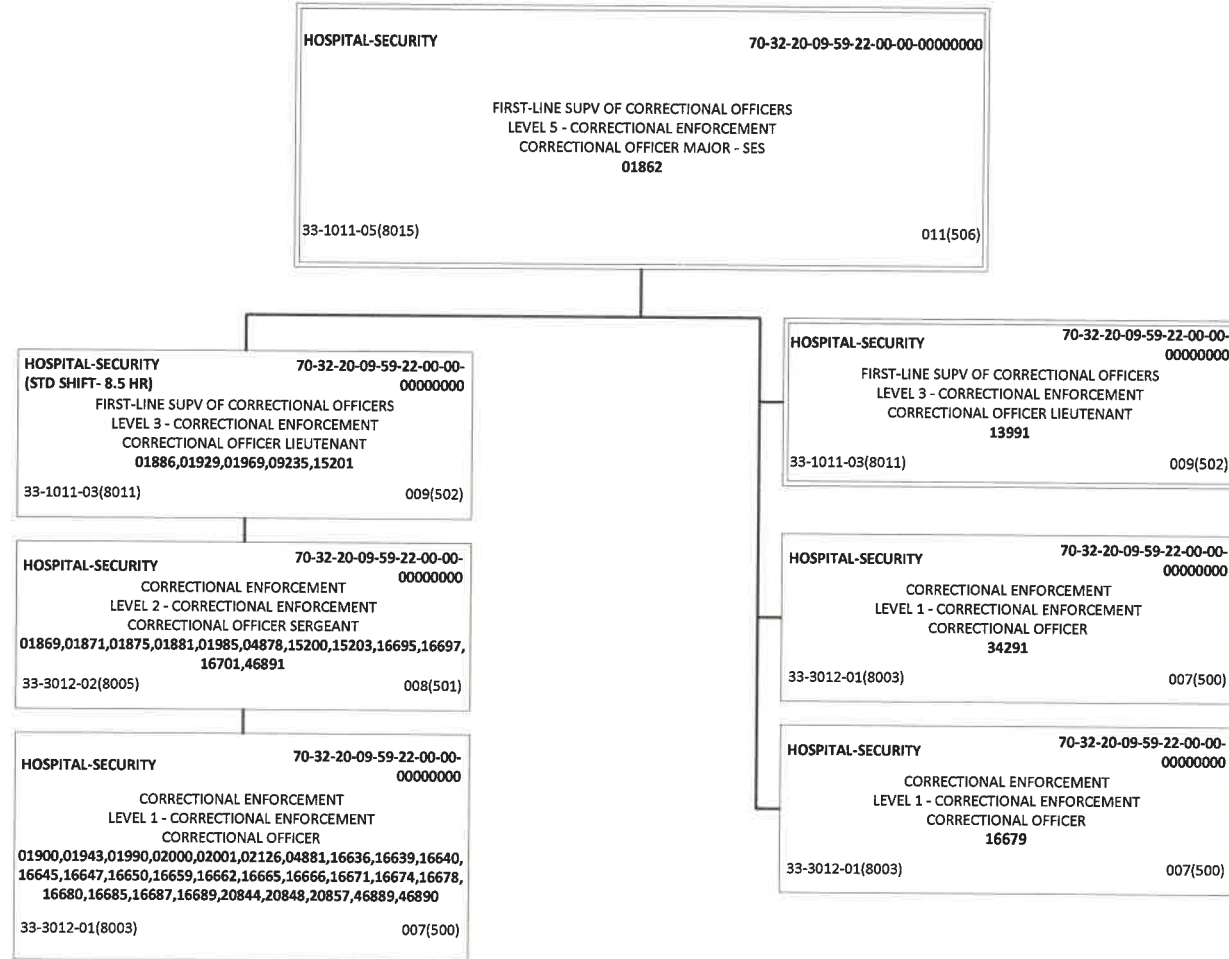 HOSPITAL-SECURITY 70-32-20-09-59-22-00-00-00000000
FIRST-LINE SUPV OF CORRECTIONAL OFFICERS
LEVEL 5 - CORRECTIONAL ENFORCEMENT
CORRECTIONAL OFFICER MAJOR - SES
01862
33-1011-05(8015) 011(506)
HOSPITAL-SECURITY 70-32-20-09-59-22-00-00-
(STD SHIFT- 8.5 HR) 00000000
FIRST-LINE SUPV OF CORRECTIONAL OFFICERS
LEVEL 3 - CORRECTIONAL ENFORCEMENT
CORRECTIONAL OFFICER LIEUTENANT
01886,01929,01969,09235,15201
33-1011-03(8011) 009(502)
HOSPITAL-SECURITY 70-32-20-09-59-22-00-00-
00000000
CORRECTIONAL ENFORCEMENT
LEVEL 2 - CORRECTIONAL ENFORCEMENT
CORRECTIONAL OFFICER SERGEANT
01869,01871,01875,01881,01985,04878,15200,15203,16695,16697,
16701,46891
33-3012-02(8005) 008(501)
HOSPITAL-SECURITY 70-32-20-09-59-22-00-00-
00000000
CORRECTIONAL ENFORCEMENT
LEVEL 1 - CORRECTIONAL ENFORCEMENT
CORRECTIONAL OFFICER
01900,01943,01990,02000,02001,02126,04881,16636,16639,16640,
16645,16647,16650,16659,16662,16665,16666,16671,16674,16678,
16680,16685,16687,16689,20844,20848,20857,46889,46890
33-3012-01(8003) 007(500)
HOSPITAL-SECURITY 70-32-20-09-59-22-00-00-
00000000
FIRST-LINE SUPV OF CORRECTIONAL OFFICERS
LEVEL 3 - CORRECTIONAL ENFORCEMENT
CORRECTIONAL OFFICER LIEUTENANT
13991
33-1011-03(8011) 009(502)
HOSPITAL-SECURITY 70-32-20-09-59-22-00-00-
00000000
CORRECTIONAL ENFORCEMENT
LEVEL 1 - CORRECTIONAL ENFORCEMENT
CORRECTIONAL OFFICER
34291
33-3012-01(8003) 007(500)
HOSPITAL-SECURITY 70-32-20-09-59-22-00-00-
00000000
CORRECTIONAL ENFORCEMENT
LEVEL 1 - CORRECTIONAL ENFORCEMENT
CORRECTIONAL OFFICER
16679
33-3012-01(8003) 007(500)